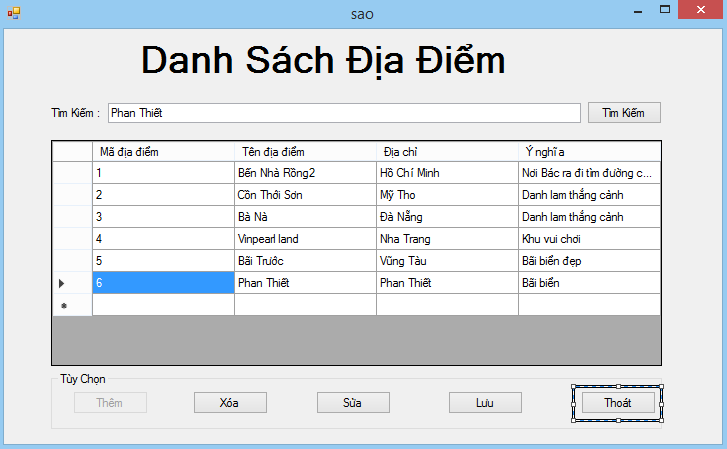 sao
Danh Sách Địa Điểm
Tìm Kiếm : Phan Thiết Tìm Kiếm
Mã địa điểm Tên địa điểm Địa chỉ Ý nghĩa
1 Bến Nhà Rồng2 Hồ Chí Minh Nơi Bác ra đi tìm đường c...
2 Cồn Thới Sơn Mỹ Tho Danh lam thắng cảnh
3 Bà Nà Đà Nẵng Danh lam thắng cảnh
4 Vinpearl land Nha Trang Khu vui chơi
5 Bãi Trước Vũng Tàu Bãi biển đẹp
6 Phan Thiết Phan Thiết Bãi biển
Tùy Chọn
Thêm Xóa Sửa Lưu Thoát